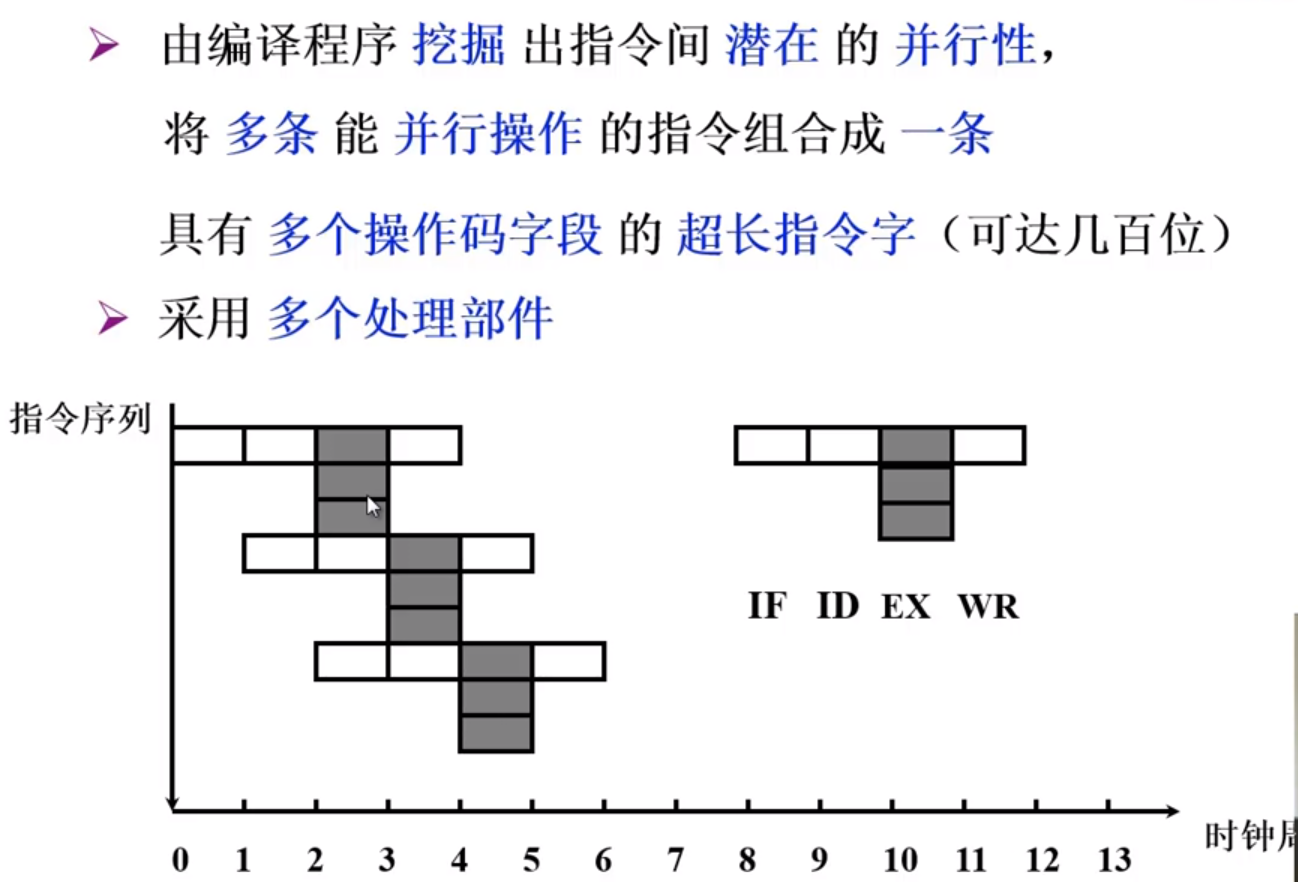 由编译程序 挖掘 出指令间 潜在 的 并行性，
将 多条 能 并行操作 的指令组合成 一条
具有 多个操作码字段 的 超长指令字（可达几百位）
采用 多个处理部件
指令序列
IF ID EX WR
0 1 2 3 4 5 6 7 8 9 10 11 12 13
时钟